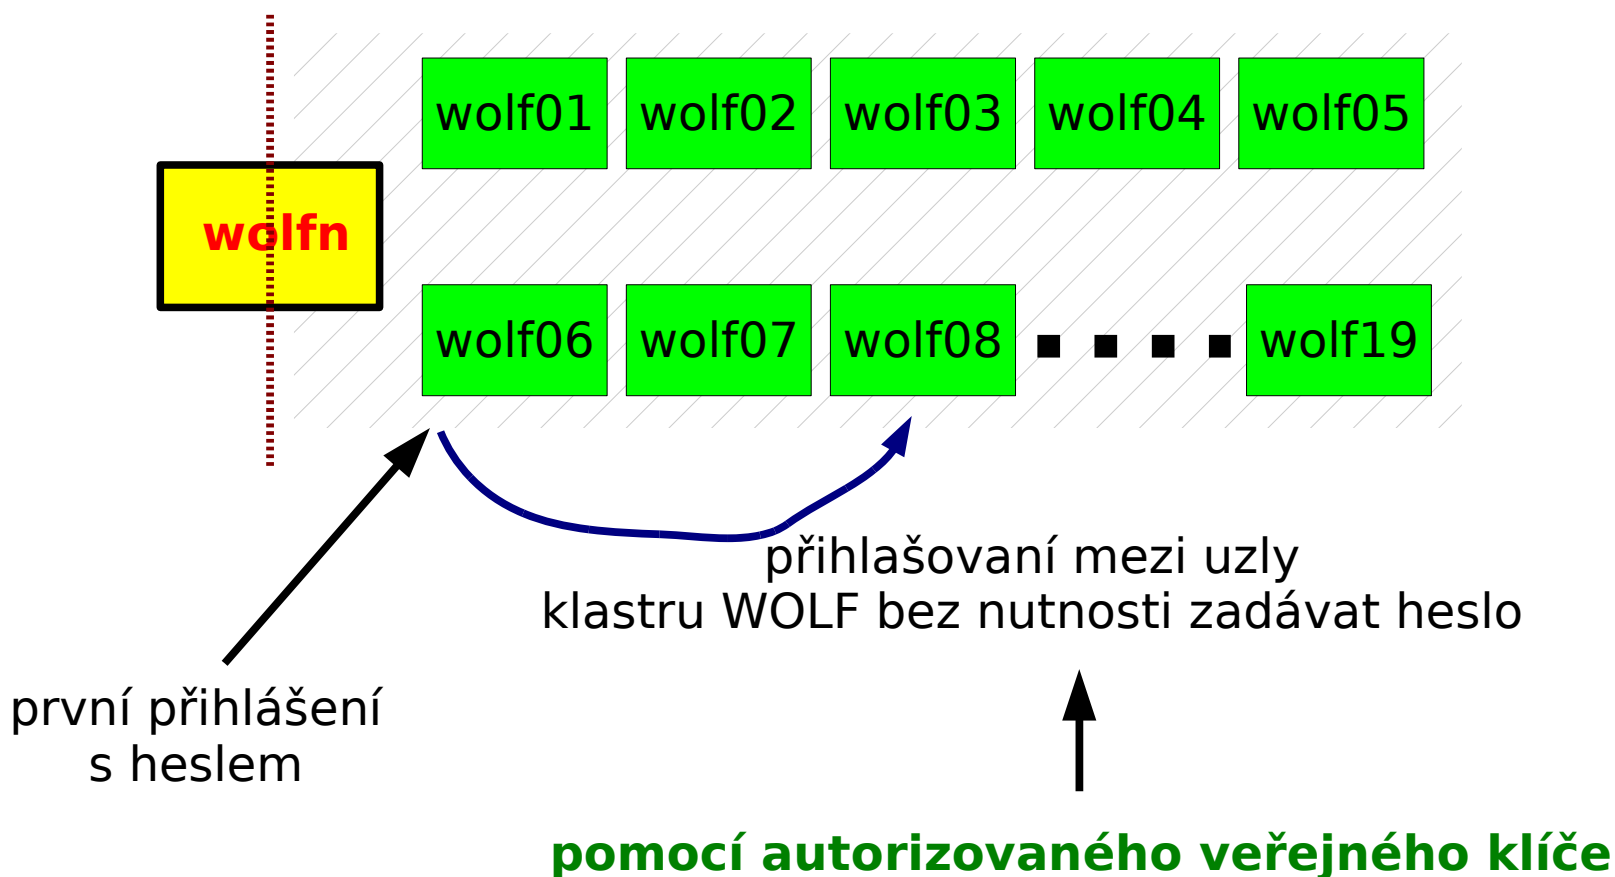 wolf01 wolf02 wolf03 wolf04 wolf05
wolfn
wolf06 wolf07 wolf08 wolf19
přihlašovaní mezi uzly
klastru WOLF bez nutnosti zadávat heslo
první přihlášení
s heslem
pomocí autorizovaného veřejného klíče